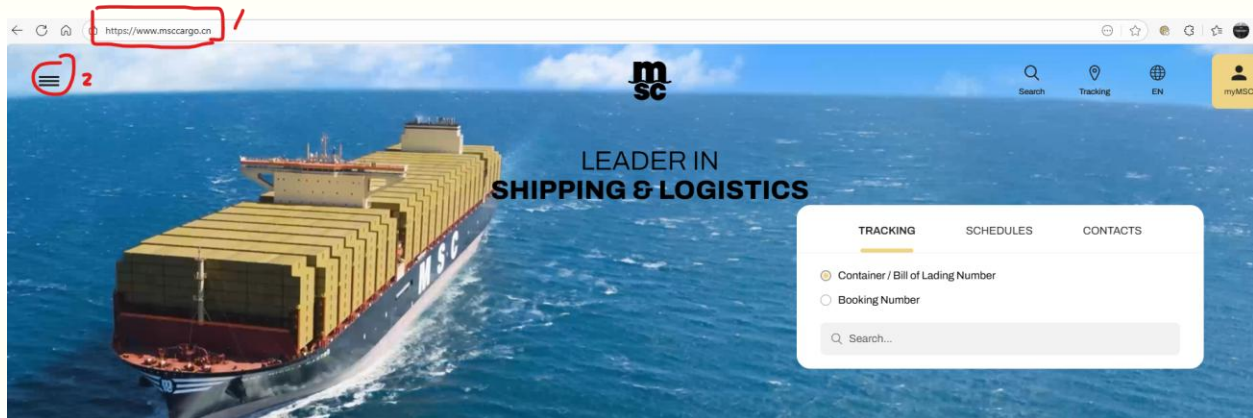 https://www.msccargo.cn
1
2
msc
Search
Tracking
EN
myMSC
LEADER IN
SHIPPING & LOGISTICS
MSC
TRACKING SCHEDULES CONTACTS
Container / Bill of Lading Number
Booking Number
Search...